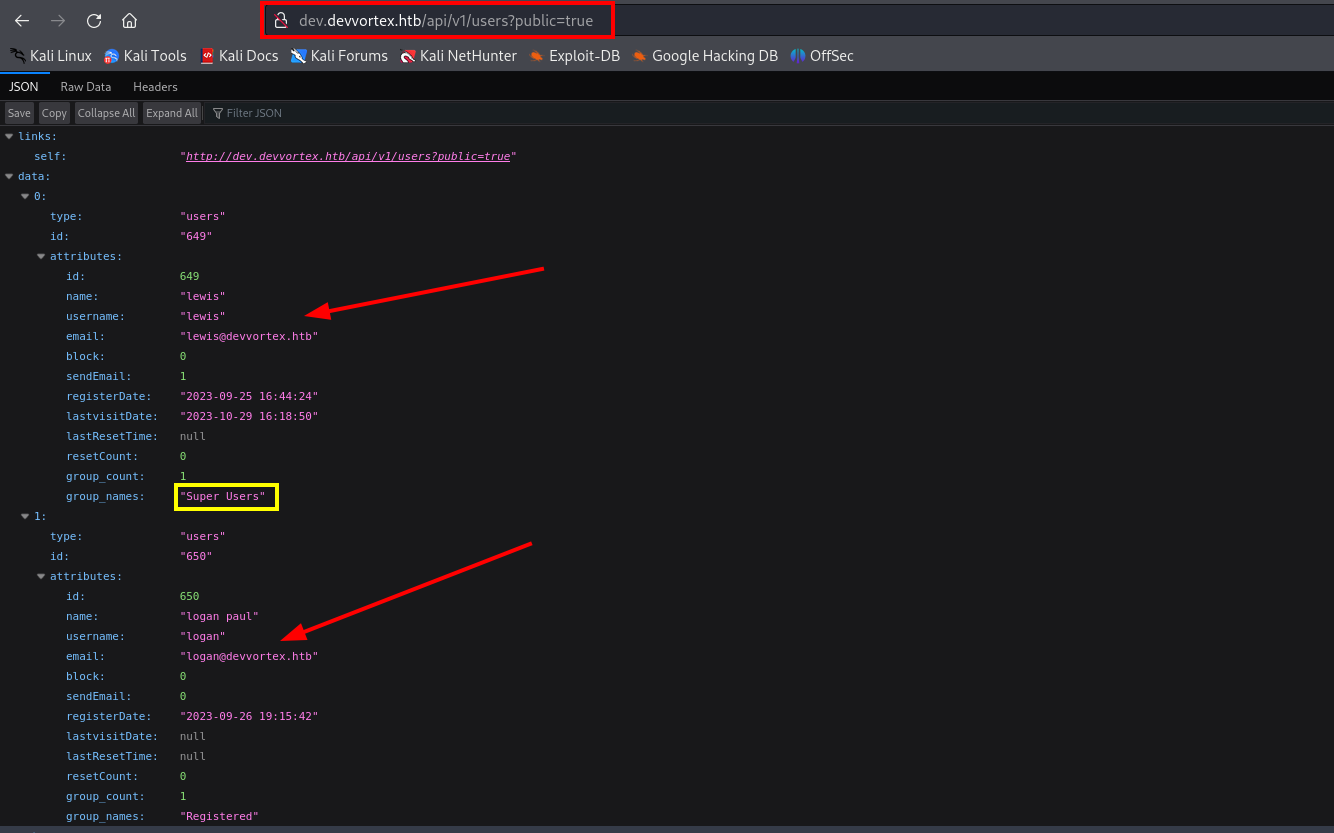 dev.devvortex.htb/api/v1/users?public=true
Kali Linux Kali Tools Kali Docs Kali Forums Kali NetHunter Exploit-DB Google Hacking DB OffSec
JSON Raw Data Headers
Save Copy Collapse All Expand All Filter JSON
links:
self: "http://dev.devvortex.htb/api/v1/users?public=true"
data:
0:
type: "users"
id: "649"
attributes:
id: 649
name: "lewis"
username: "lewis"
email: "lewis@devvortex.htb"
block: 0
sendEmail: 1
registerDate: "2023-09-25 16:44:24"
lastvisitDate: "2023-10-29 16:18:50"
lastResetTime: null
resetCount: 0
group_count: 1
group_names: "Super Users"
1:
type: "users"
id: "650"
attributes:
id: 650
name: "logan paul"
username: "logan"
email: "logan@devvortex.htb"
block: 0
sendEmail: 0
registerDate: "2023-09-26 19:15:42"
lastvisitDate: null
lastResetTime: null
resetCount: 0
group_count: 1
group_names: "Registered"